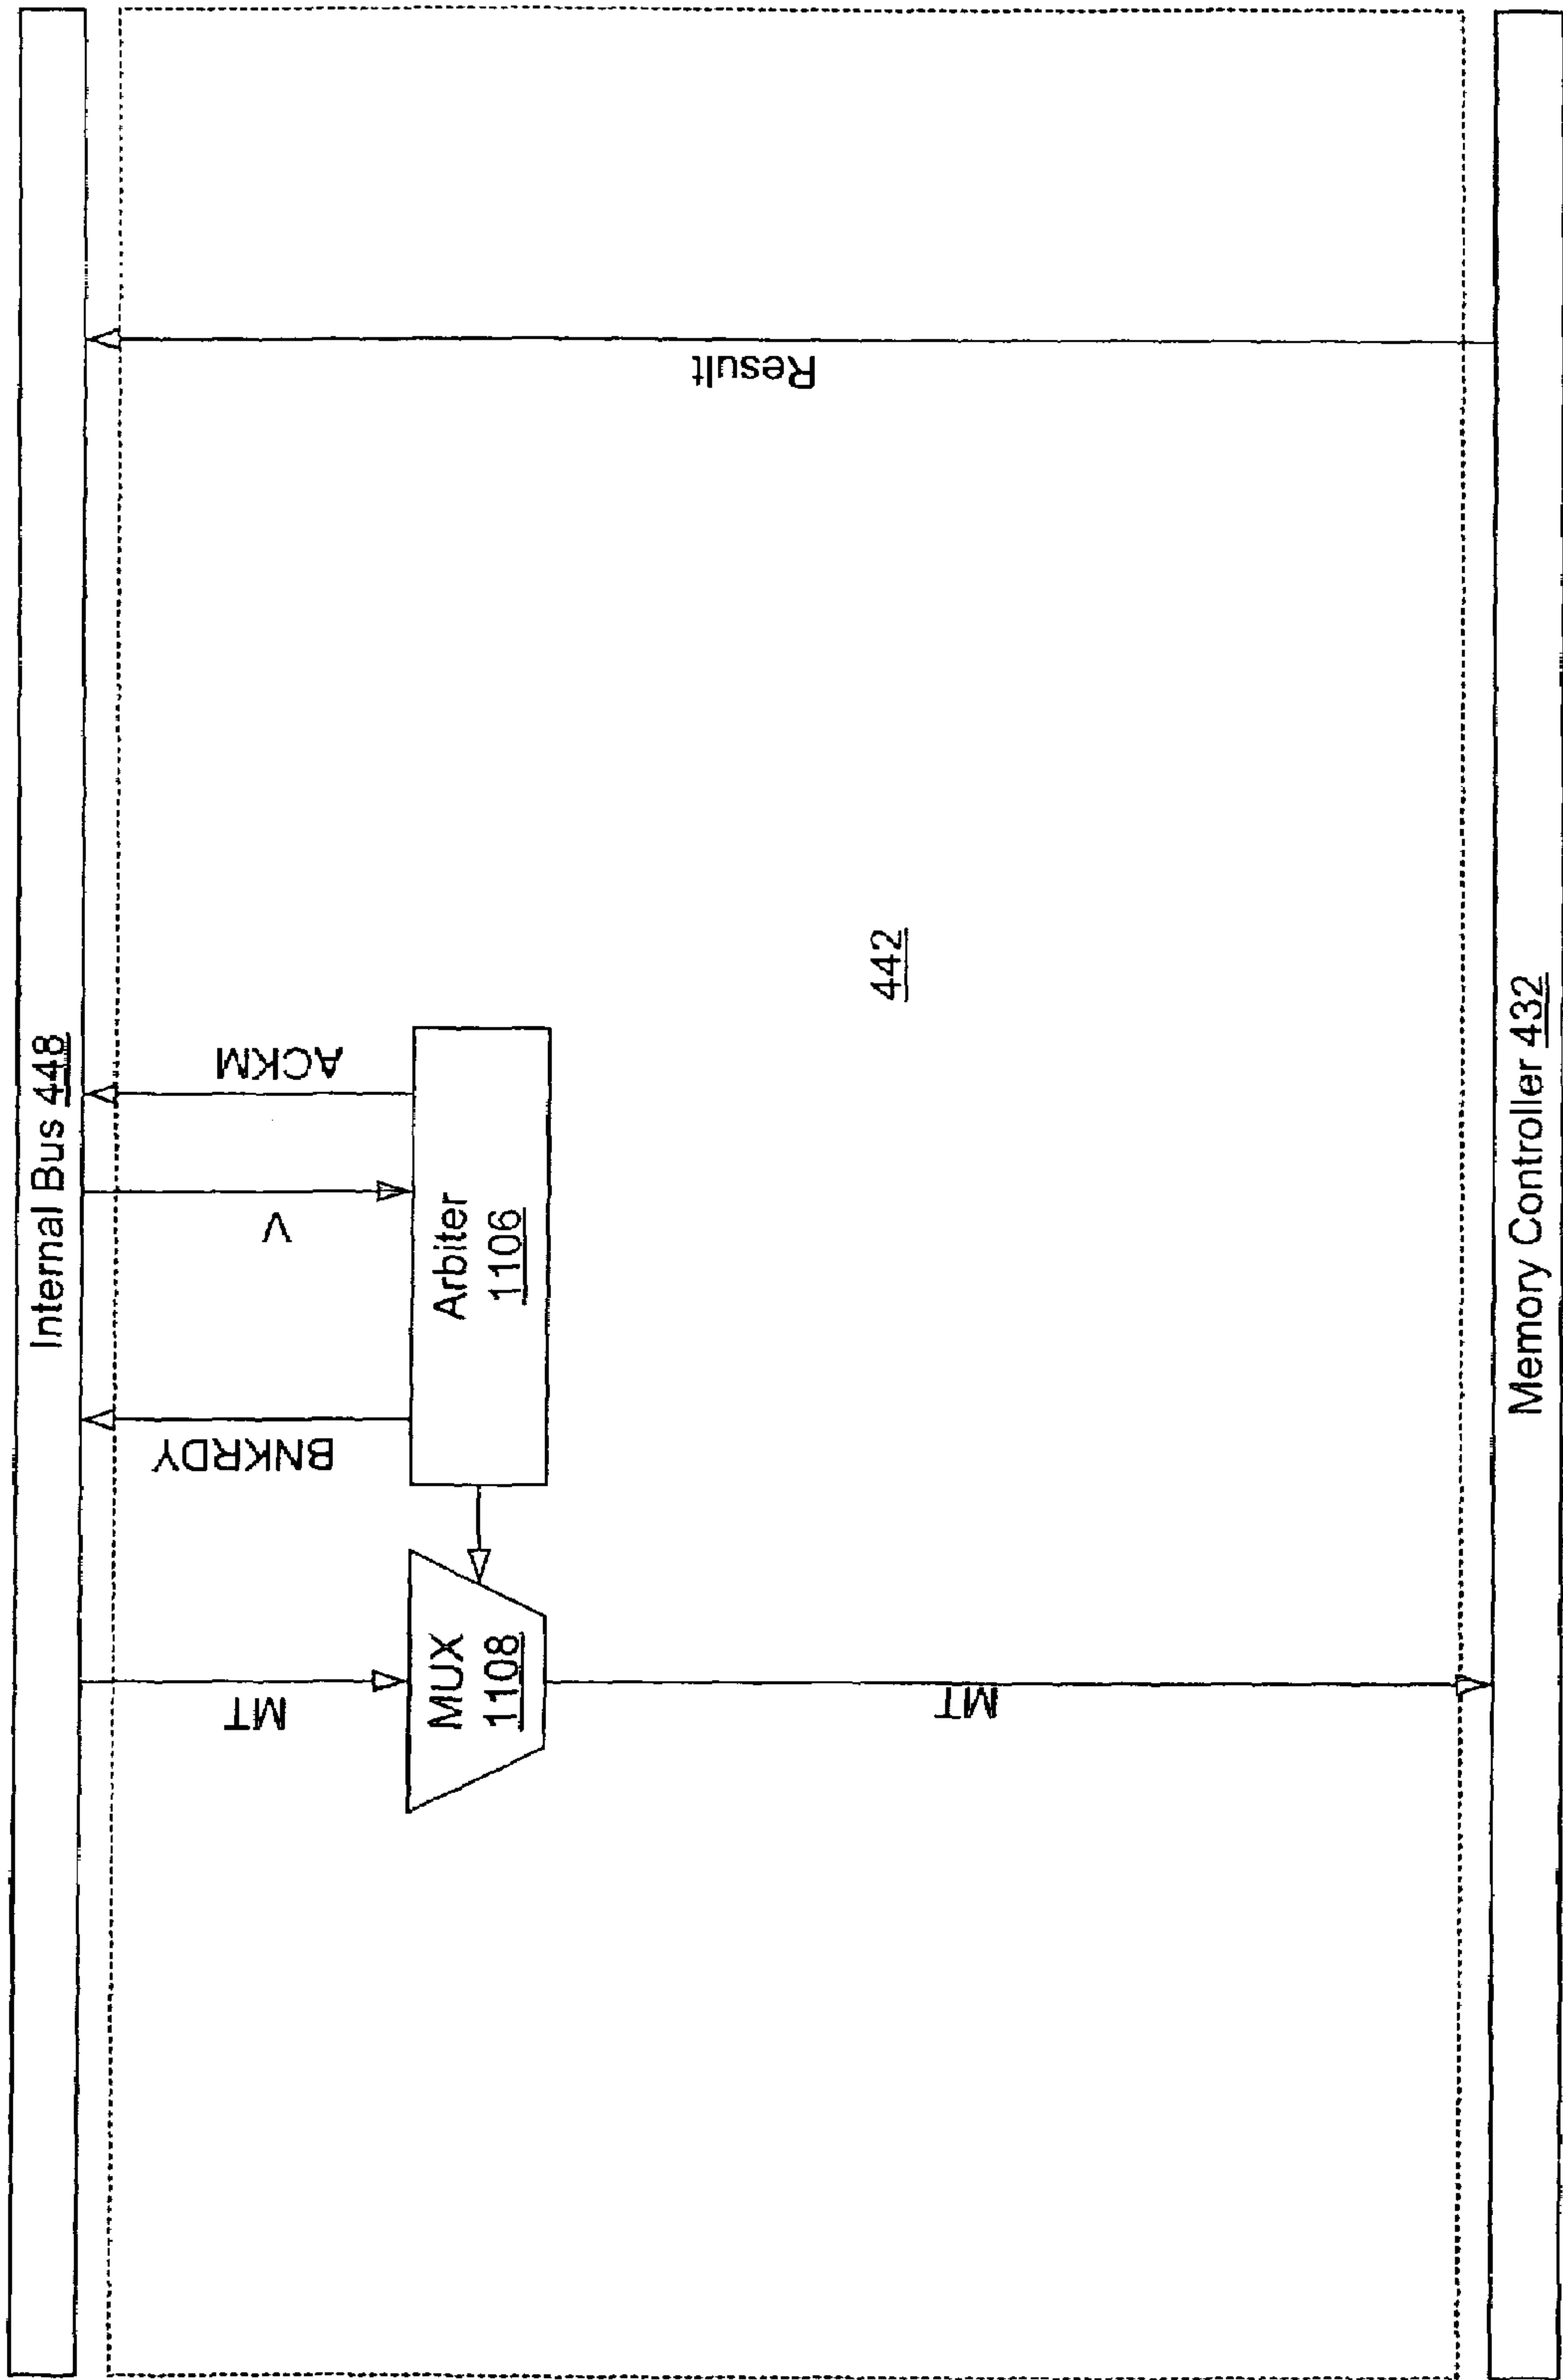 Internal Bus 448
MT
BNKRDY
V
ACKM
MUX
1108
Arbiter
1106
442
MT
Result
Memory Controller 432